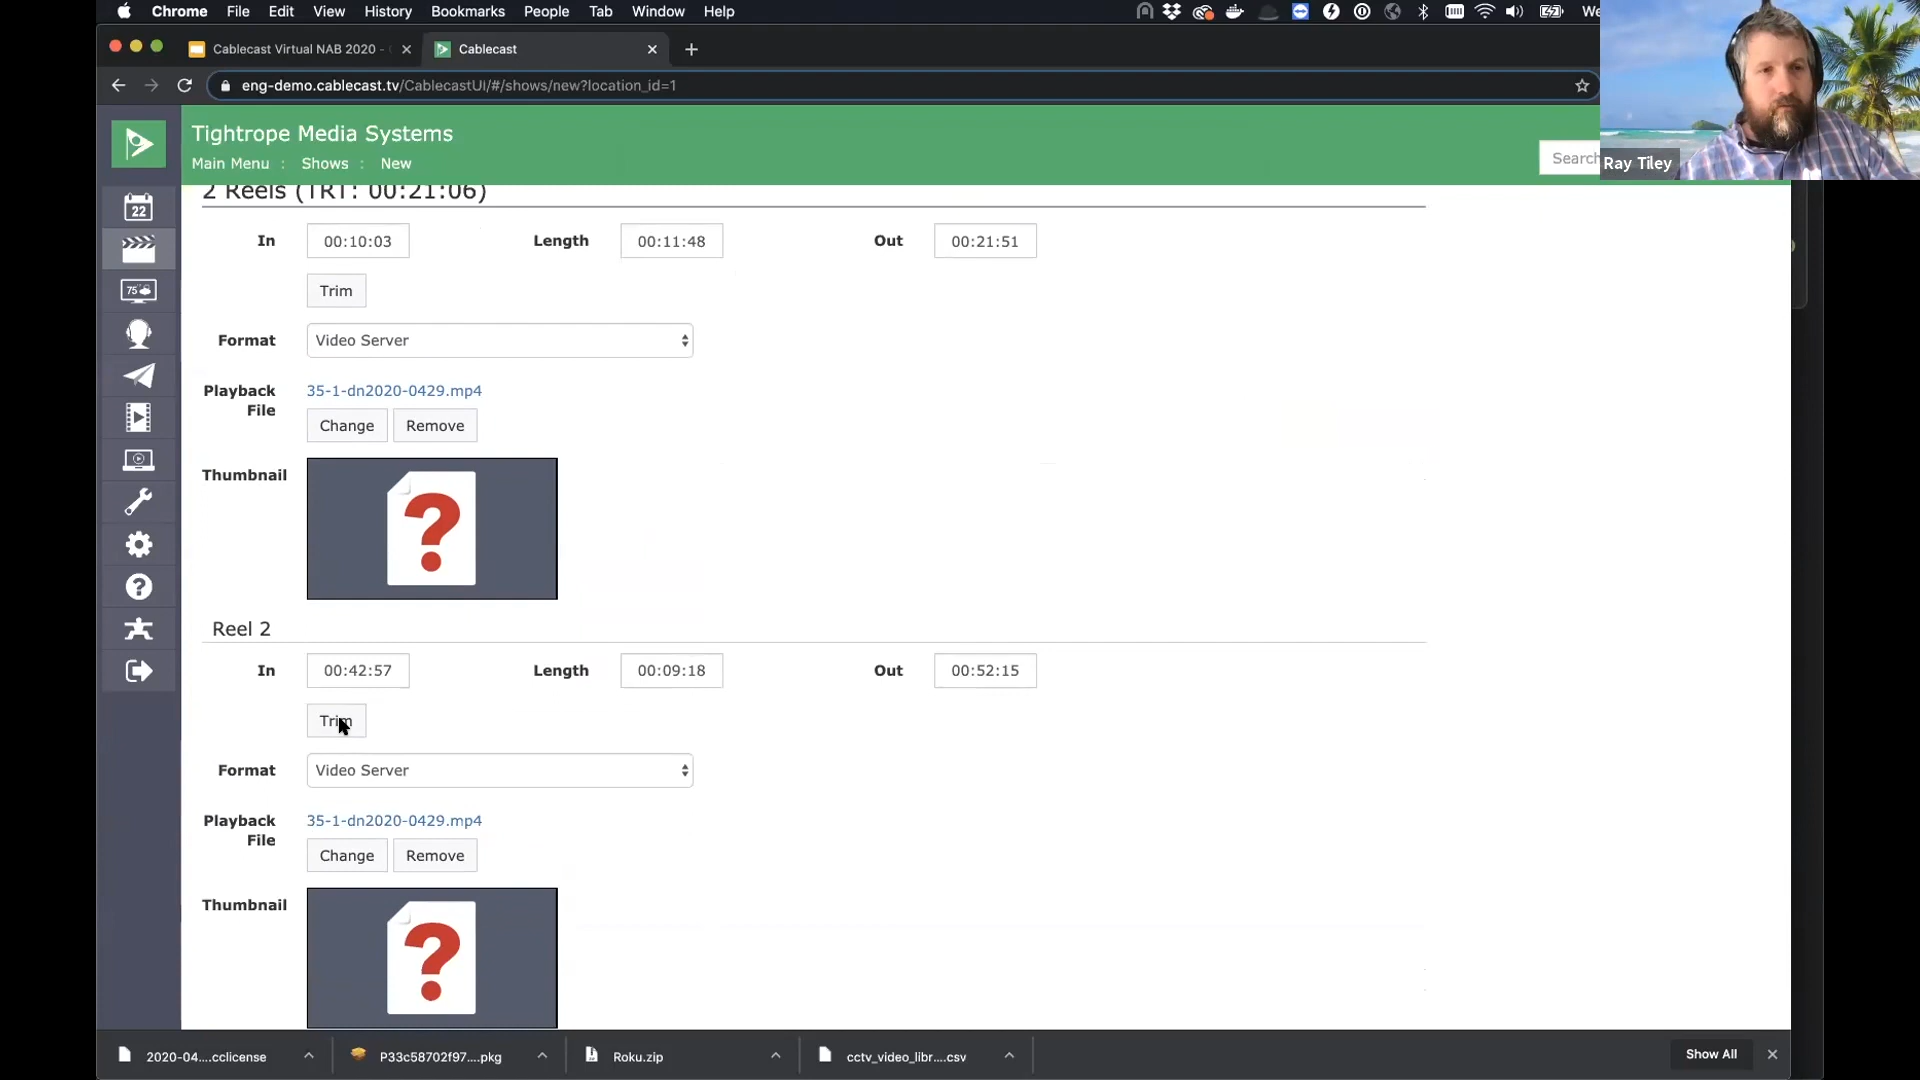 Chrome File Edit View History Bookmarks People Tab Window Help We
Cablecast Virtual NAB 2020 -
Cablecast
eng-demo.cablecast.tv/CablecastUI/#/shows/new?location_id=1
Tightrope Media Systems
Main Menu : Shows : New
Search
Ray Tiley
22
75°
2 Reels (TRT: 00:21:06)
In 00:10:03 Length 00:11:48 Out 00:21:51
Trim
Format Video Server
Playback File 35-1-dn2020-0429.mp4
Change Remove
Thumbnail
?
Reel 2
In 00:42:57 Length 00:09:18 Out 00:52:15
Trim
Format Video Server
Playback File 35-1-dn2020-0429.mp4
Change Remove
Thumbnail
?
2020-04....cclicense P33c58702f97....pkg Roku.zip cctv_video_libr....csv Show All